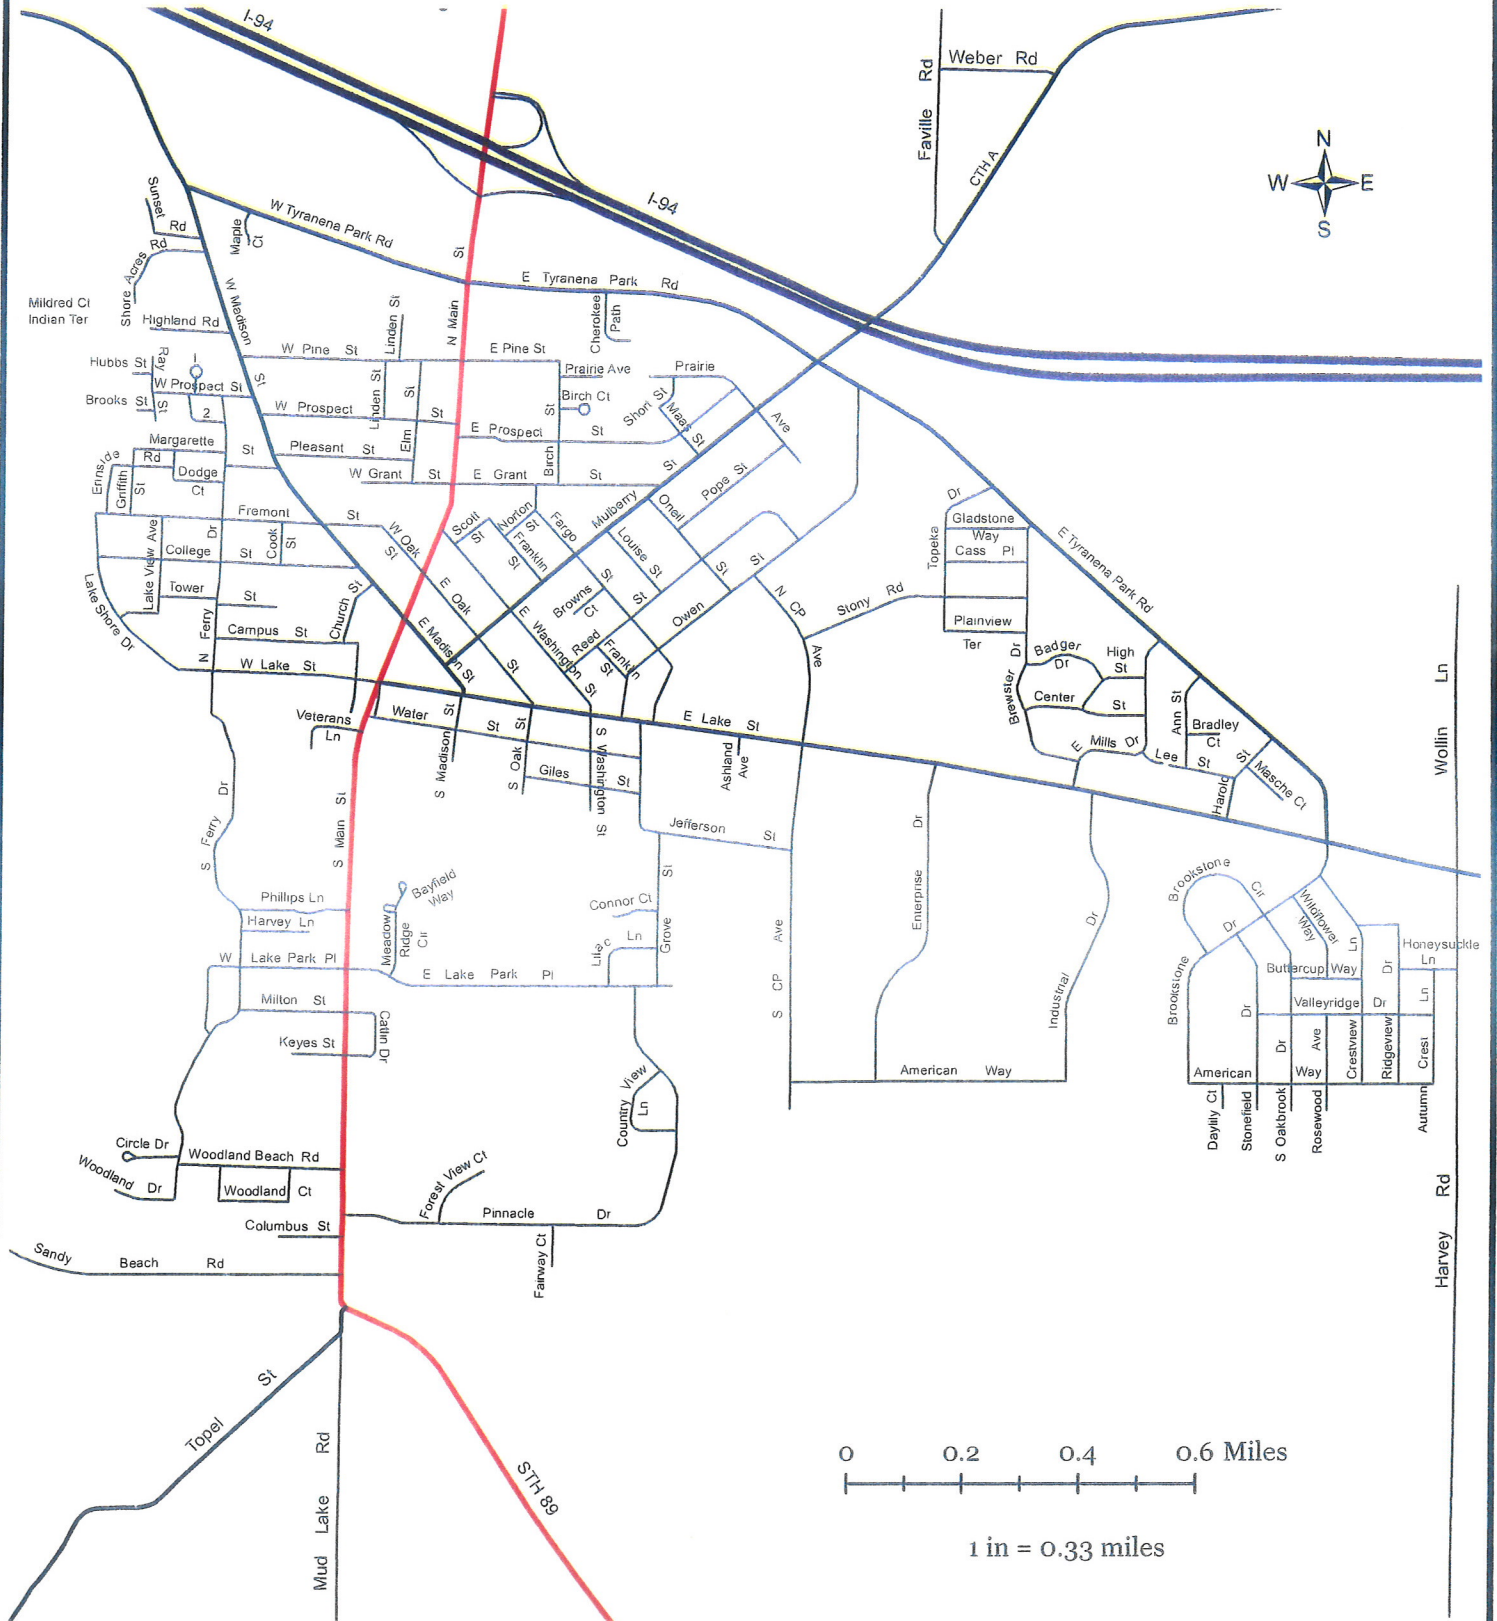 I-94
Weber Rd
Faville Rd
CTH A
N
W E
S
I-94
Sunset Rd
W Tyranena Park Rd
Maple Ct
Shore Acres Rd
St
E Tyranena Park Rd
Mildred Ct
Indian Ter
Highland Rd
W Madison St
Linden St
N Main
Cherokee Path
W Pine St
E Pine St
Hubbs St
Ray St
1
Prairie Ave
Prairie Ave
W Prospect St
Linden St
Birch Ct
Brooks St
2
W Prospect St
Elm St
Short St
Maas St
E Prospect St
Birch St
Margarette St
Pleasant St
Erinside
Rd
Griffith St
Dodge Ct
W Grant St
E Grant St
Pope St
Mulberry St
Oneil St
Dr
Gladstone Way
Topeka
Cass Pl
E Tyranena Park Rd
Fremont St
W Oak St
Scott St
Norton St
Fargo St
Franklin St
Louise St
Lake View Ave
College St
Cook St
Tower St
Lake Shore Dr
N Ferry Dr
Church St
Campus St
E Oak St
Browns Ct
Owen St
N CP Ave
Stony Rd
Plainview Ter
E Madison St
E Washington St
Reed St
Franklin St
W Lake St
Brewster Dr
Badger Dr
High St
Center St
Ann St
Bradley Ct
Wollin Ln
Veterans Ln
Water St
E Lake St
S Madison St
S Oak St
S Washington St
Giles St
Ashland Ave
E Mills Dr
Lee St
Harold St
Masche Ct
S Ferry Dr
S Main St
Jefferson St
Enterprise Dr
Brookstone Cir
Phillips Ln
Harvey Ln
Bayfield Way
Meadow Ridge Cir
Connor Ct
Lilac Ln
Grove St
S CP Ave
Industrial Dr
Brookstone Dr
Wildflower Way
Honeysuckle Ln
W Lake Park Pl
E Lake Park Pl
Buttercup Way
Milton St
Catlin Dr
Valleyridge Dr
Keyes St
Country View Ln
American Way
American Way
Daylily Ct
Stonefield Dr
S Oakbrook Dr
Rosewood Ave
Crestview Ln
Ridgeview Dr
Autumn Crest Ln
Circle Dr
Woodland Beach Rd
Woodland Dr
Woodland Ct
Forest View Ct
Columbus St
Pinnacle Dr
Fairway Ct
Sandy Beach Rd
Harvey Rd
Topel St
Mud Lake Rd
STH 89
0 0.2 0.4 0.6 Miles
1 in = 0.33 miles